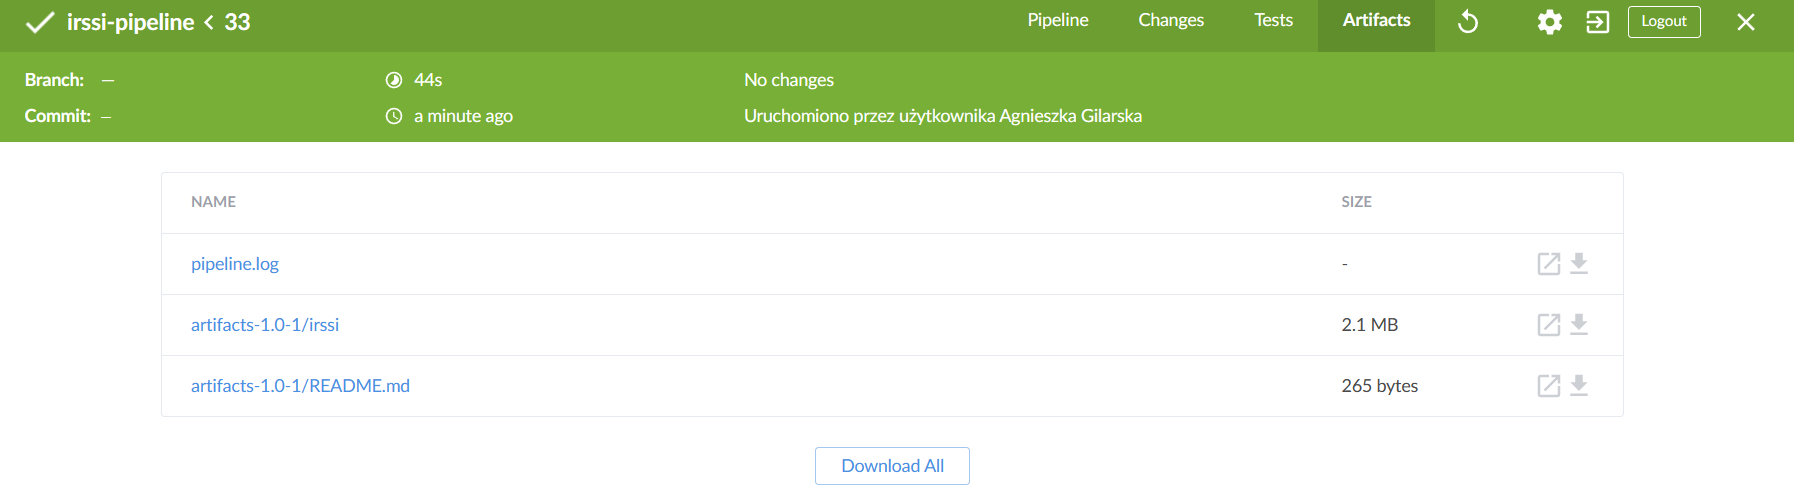 irssi-pipeline < 33
Pipeline Changes Tests Artifacts Logout
Branch: — 44s No changes
Commit: — a minute ago Uruchomiono przez użytkownika Agnieszka Gilarska
NAME SIZE
pipeline.log -
artifacts-1.0-1/irssi 2.1 MB
artifacts-1.0-1/README.md 265 bytes
Download All